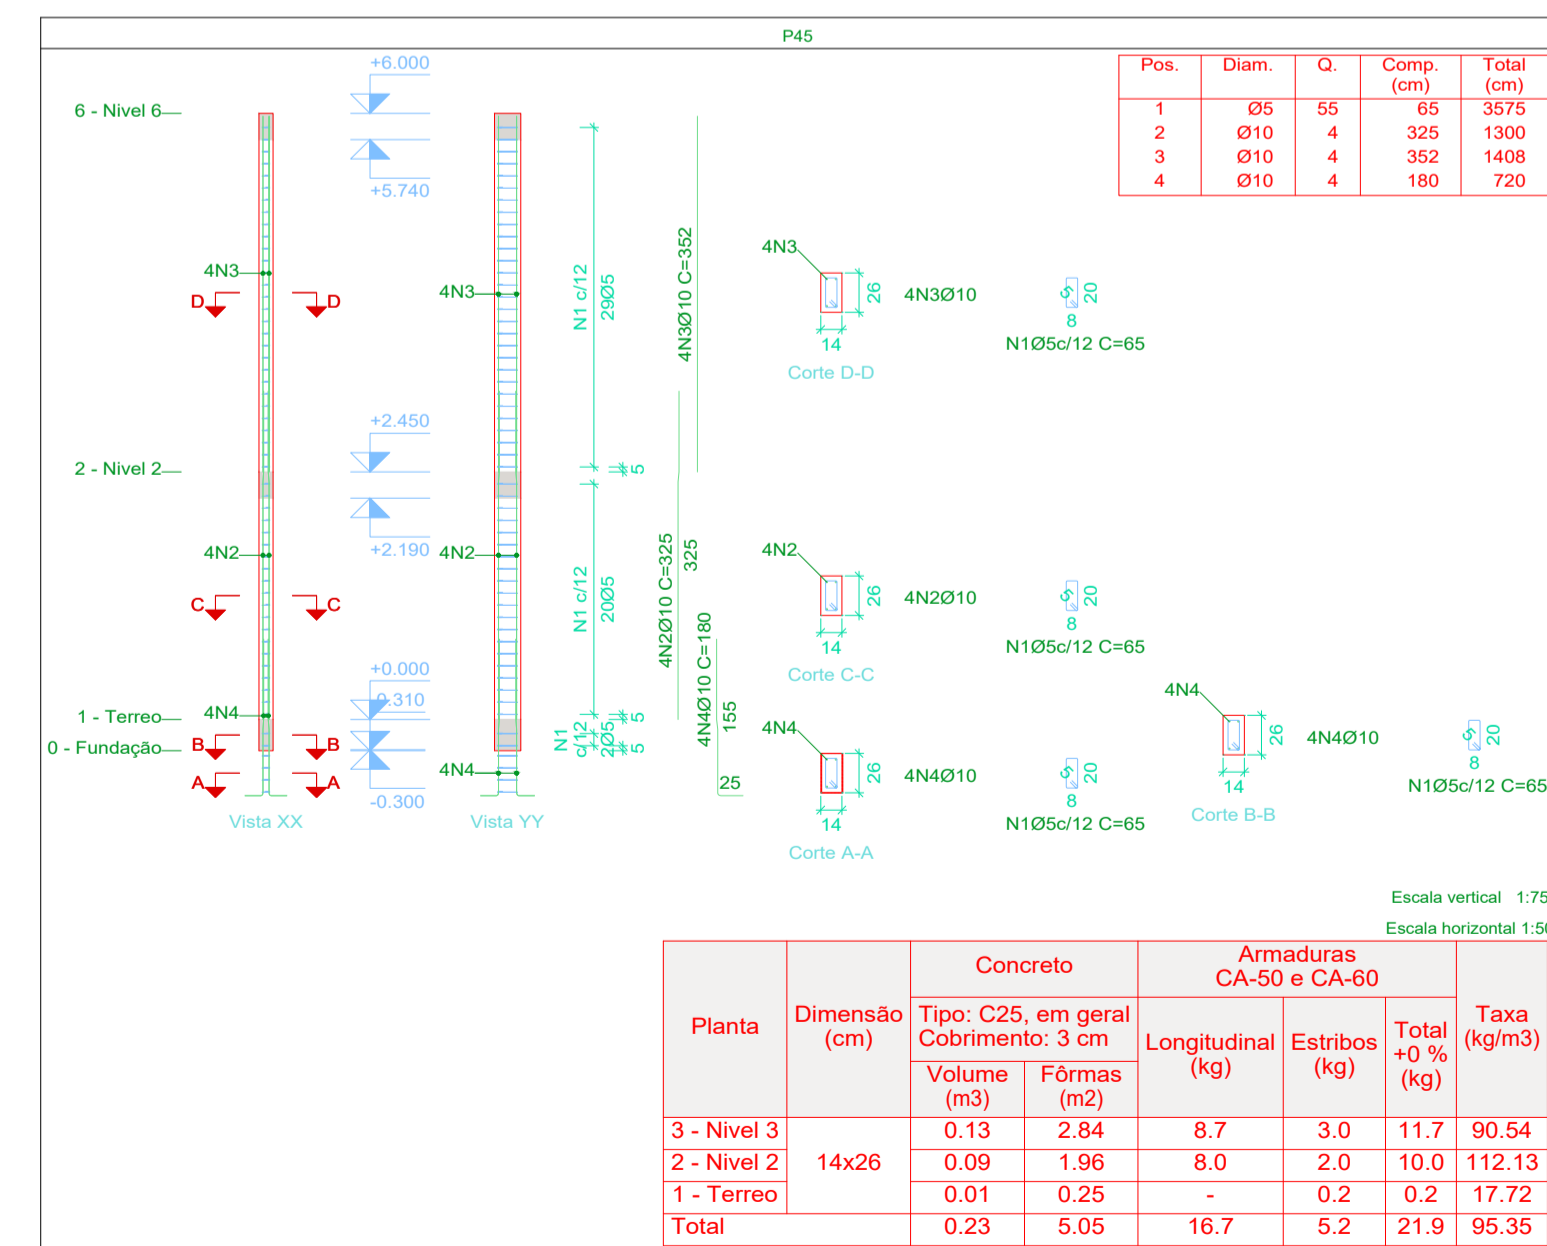 P45
Pos. Diam. Q. Comp. (cm) Total (cm)
1 Ø5 55 65 3575
2 Ø10 4 325 1300
3 Ø10 4 352 1408
4 Ø10 4 180 720
6 - Nivel 6
+6.000
+5.740
4N3
D D
4N3
N1 c/12
29Ø5
4N3Ø10 C=352
4N3
26
14
4N3Ø10
5
20
8
N1Ø5c/12 C=65
Corte D-D
2 - Nivel 2
+2.450
+2.190
5
4N2
C C
4N2
N1 c/12
20Ø5
4N2Ø10 C=325
325
4N2
26
14
4N2Ø10
5
20
8
N1Ø5c/12 C=65
Corte C-C
1 - Terreo
+0.000
4N4
0 - Fundação
B B
A A
-0.300
4N4
5
N1
c/12
2Ø5
5
4N4Ø10 C=180
155
25
Vista XX
Vista YY
4N4
26
14
4N4Ø10
5
20
8
N1Ø5c/12 C=65
Corte A-A
4N4
26
14
4N4Ø10
5
20
8
N1Ø5c/12 C=65
Corte B-B
Escala vertical 1:75
Escala horizontal 1:50
Planta
Dimensão
(cm)
Concreto
Tipo: C25, em geral
Cobrimento: 3 cm
Volume
(m3)
Fôrmas
(m2)
Armaduras
CA-50 e CA-60
Longitudinal
(kg)
Estribos
(kg)
Total
+0 %
(kg)
Taxa
(kg/m3)
3 - Nivel 3 0.13 2.84 8.7 3.0 11.7 90.54
2 - Nivel 2 14x26 0.09 1.96 8.0 2.0 10.0 112.13
1 - Terreo 0.01 0.25 - 0.2 0.2 17.72
Total 0.23 5.05 16.7 5.2 21.9 95.35